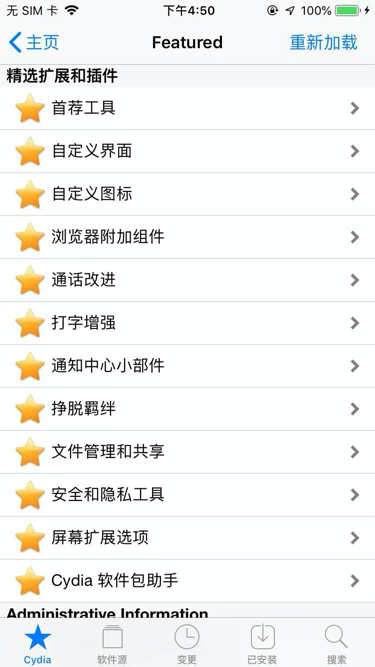 无 SIM 卡 下午4:50 100%
主页 Featured 重新加载
精选扩展和插件
首荐工具
自定义界面
自定义图标
浏览器附加组件
通话改进
打字增强
通知中心小部件
挣脱羁绊
文件管理和共享
安全和隐私工具
屏幕扩展选项
Cydia 软件包助手
Administrative Information
Cydia 软件源 变更 已安装 搜索